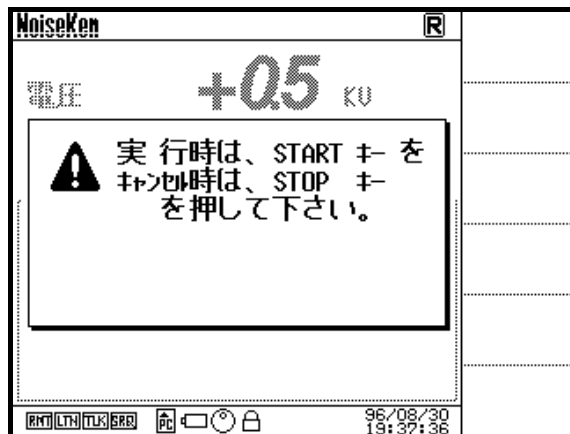 NoiseKen R
電圧 +0.5 KV
実 行時は、START キー を
キャンセル時は、STOP キー
を押して下さい。
RMT LTN TLK SRQ PC 96/08/30
19:37:36